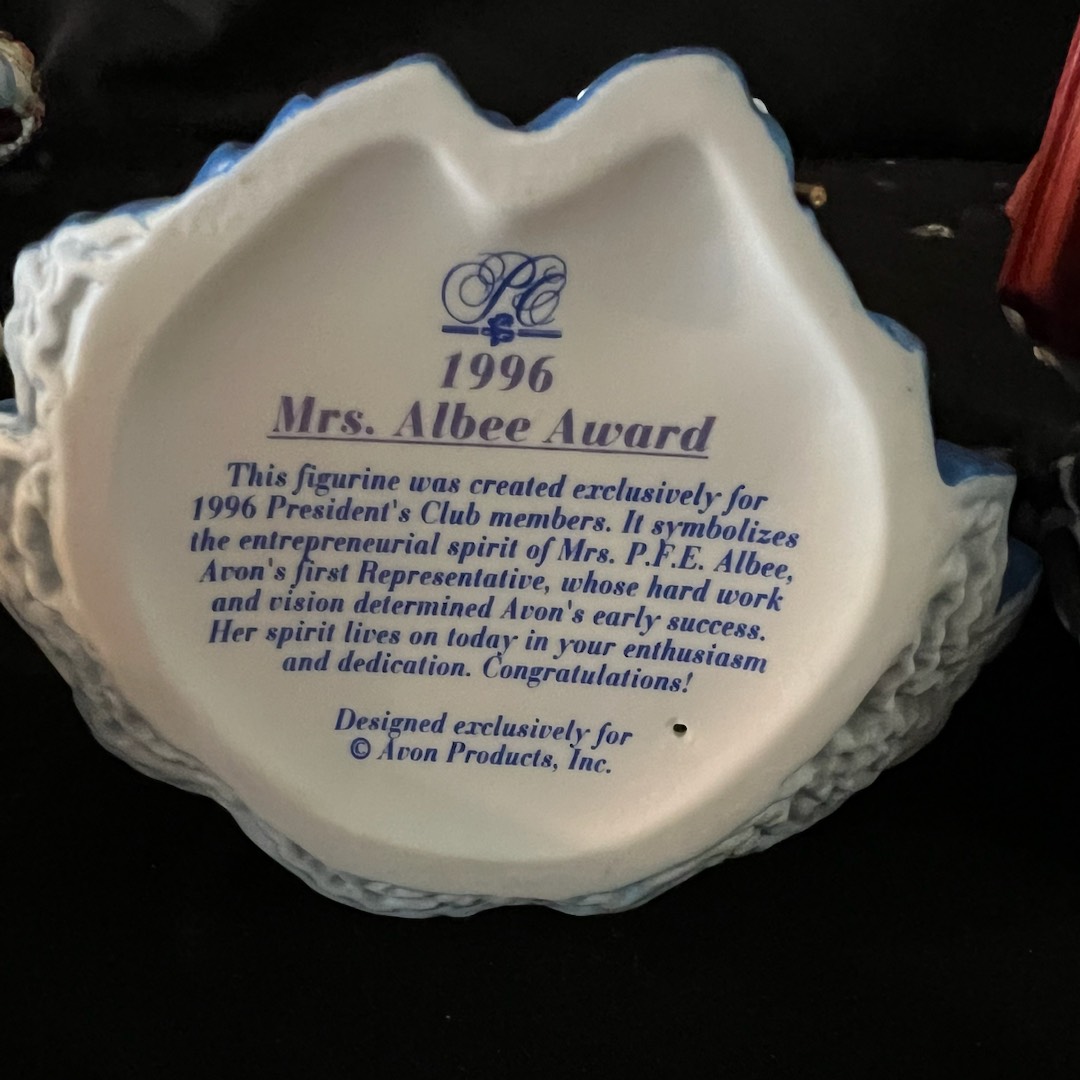 PC
1996
Mrs. Albee Award
This figurine was created exclusively for
1996 President's Club members. It symbolizes
the entrepreneurial spirit of Mrs. P.F.E. Albee,
Avon's first Representative, whose hard work
and vision determined Avon's early success.
Her spirit lives on today in your enthusiasm
and dedication. Congratulations!
Designed exclusively for
© Avon Products, Inc.